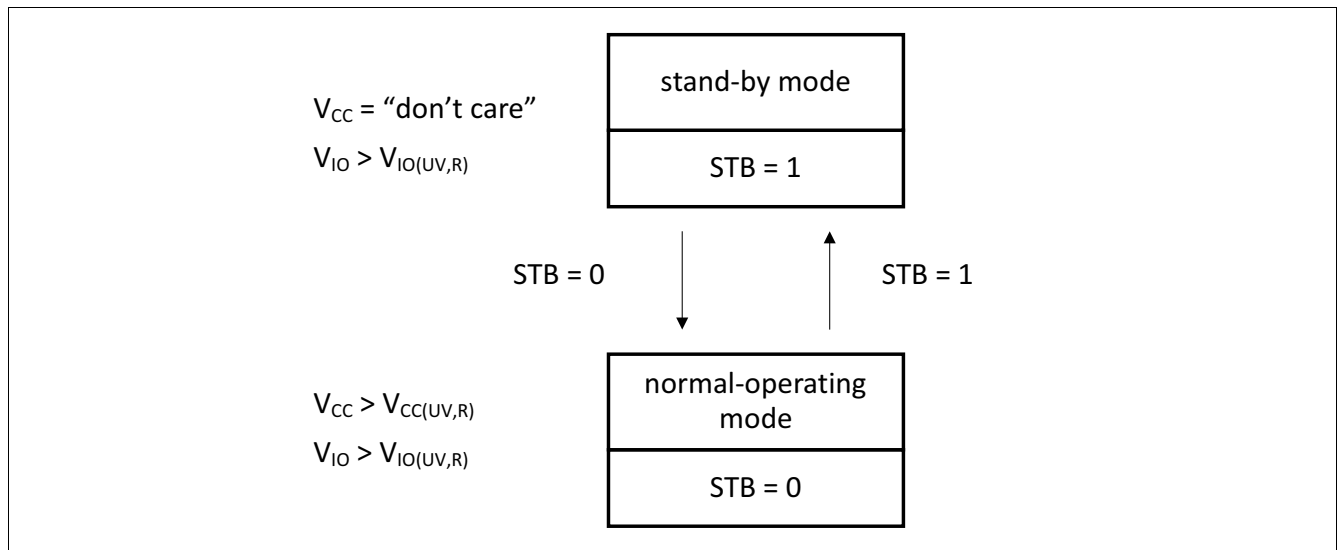 stand-by mode
V_CC = “don’t care”
V_IO > V_IO(UV,R)
STB = 1
STB = 0
STB = 1
normal-operating
mode
V_CC > V_CC(UV,R)
V_IO > V_IO(UV,R)
STB = 0